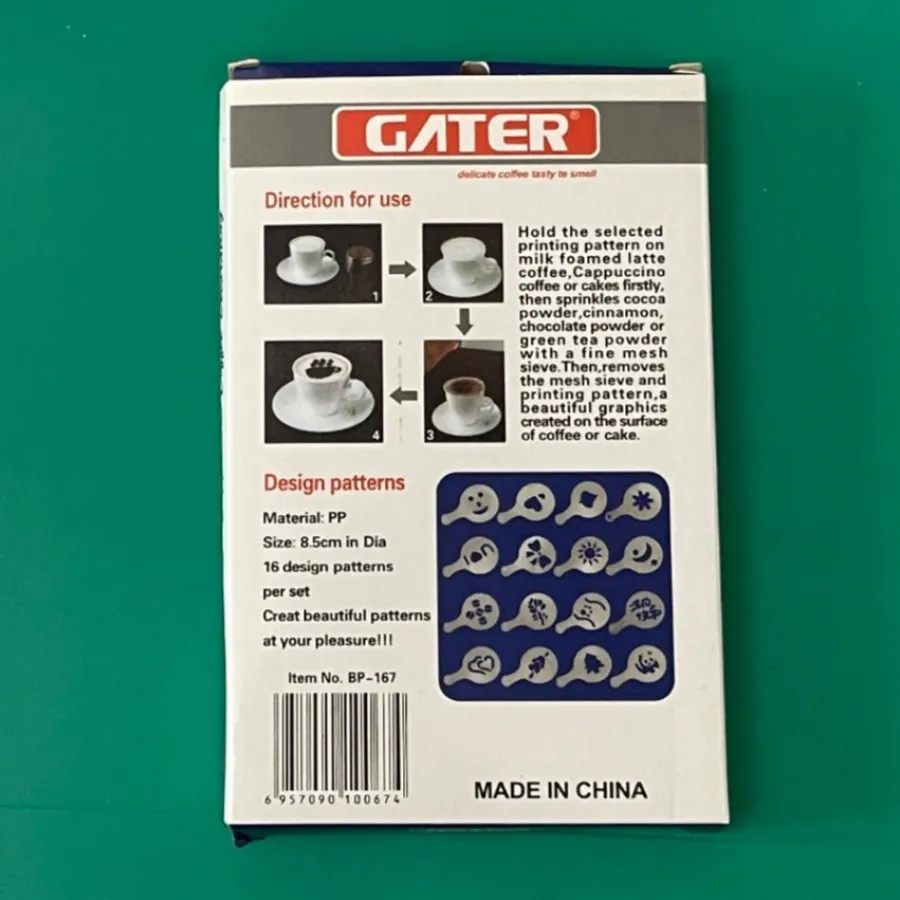 GATER®
delicate coffee tasty te smell
Direction for use
1
2
3
4
Hold the selected
printing pattern on
milk foamed latte
coffee,Cappuccino
coffee or cakes firstly,
then sprinkles cocoa
powder,cinnamon,
chocolate powder or
green tea powder
with a fine mesh
sieve.Then,removes
the mesh sieve and
printing pattern,a
beautiful graphics
created on the surface
of coffee or cake.
Design patterns
Material: PP
Size: 8.5cm in Dia
16 design patterns
per set
Creat beautiful patterns
at your pleasure!!!
Item No. BP-167
6 957090 100674
MADE IN CHINA